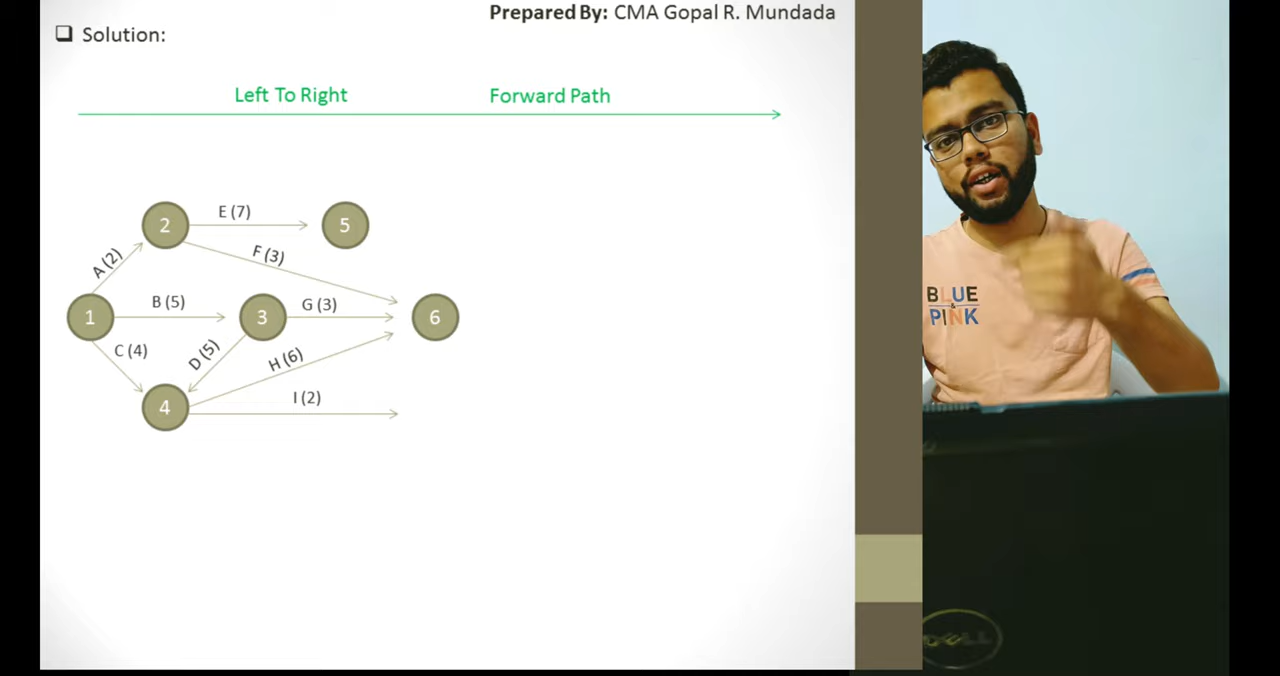 Prepared By: CMA Gopal R. Mundada
❑ Solution:
Left To Right
Forward Path
2
E (7)
5
A (2)
F (3)
1
B (5)
3
G (3)
6
C (4)
D (5)
H (6)
4
I (2)
BLUE
&
PINK
DELL